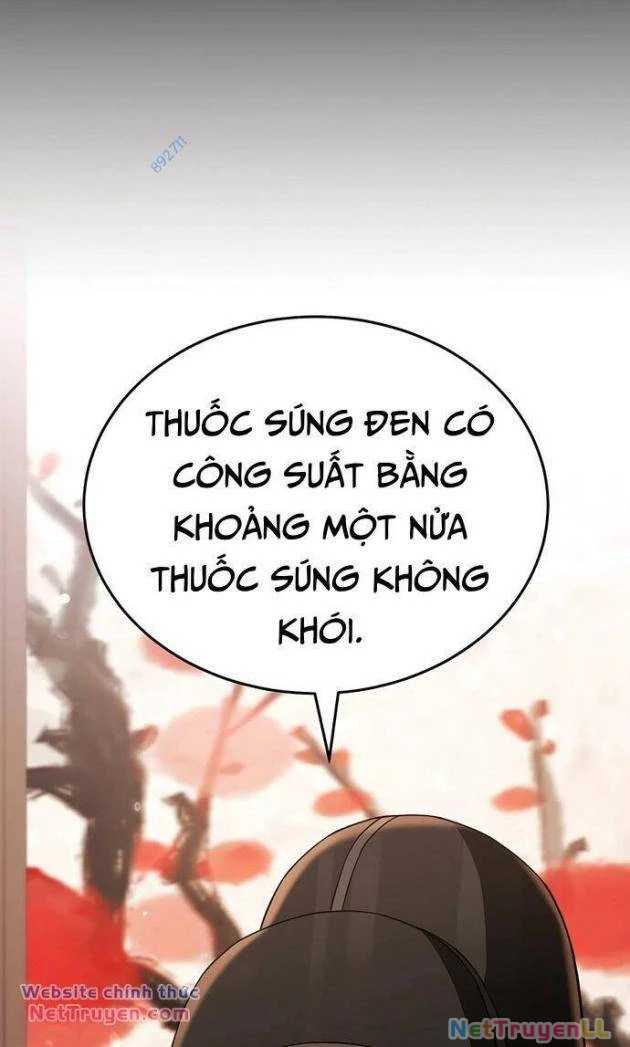 892711
THUỐC SÚNG ĐEN CÓ
CÔNG SUẤT BẰNG
KHOẢNG MỘT NỬA
THUỐC SÚNG KHÔNG
KHÓI.
Website chính thức
NetTruyen.com
NetTruyenLL